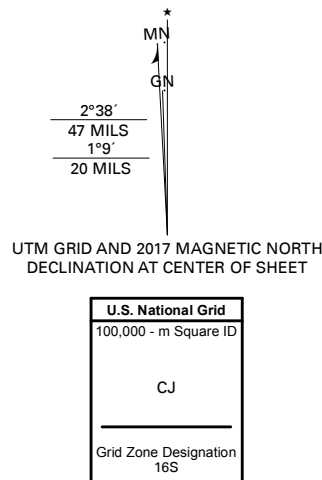 ★
MN
GN
2°38´
47 MILS
1°9´
20 MILS
UTM GRID AND 2017 MAGNETIC NORTH
DECLINATION AT CENTER OF SHEET
U.S. National Grid
100,000 - m Square ID
CJ
Grid Zone Designation
16S